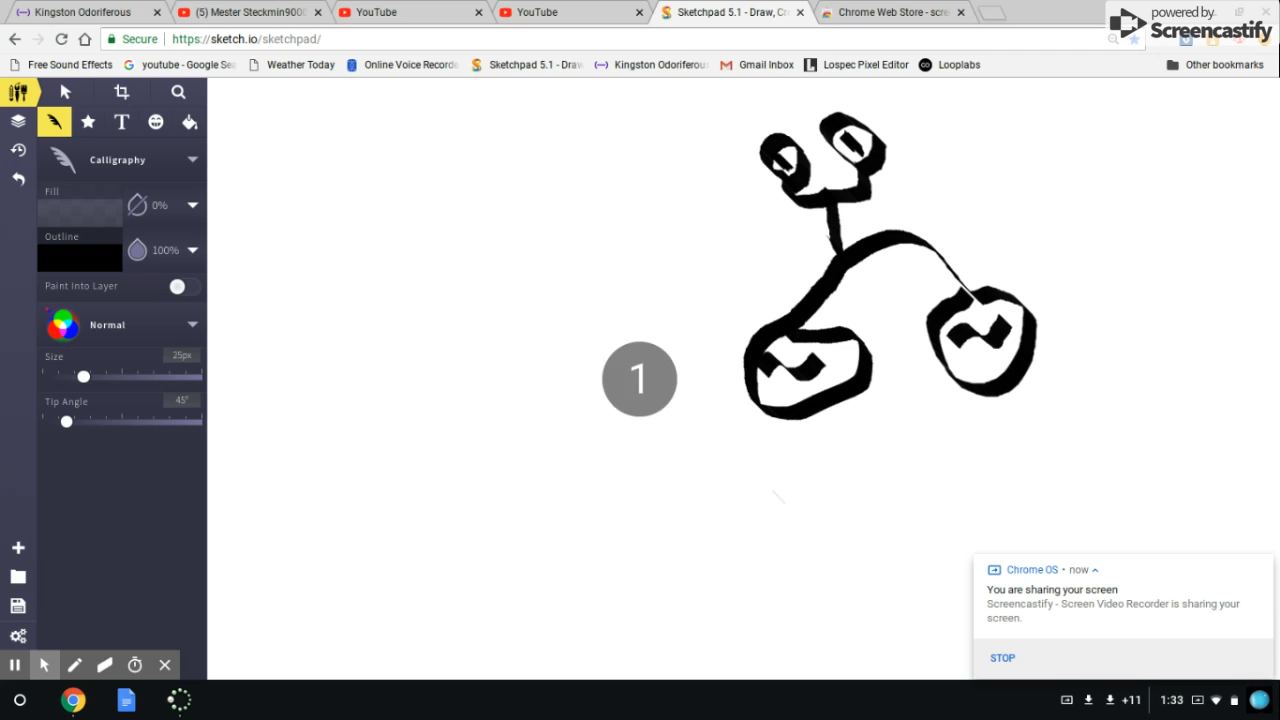 Kingston Odoriferous
(5) Mester Steckmin900
YouTube
YouTube
Sketchpad 5.1 - Draw, Cr
Chrome Web Store - scre
powered by
Screencastify
Secure
https://sketch.io/sketchpad/
Free Sound Effects
youtube - Google Se
Weather Today
Online Voice Record
Sketchpad 5.1 - Dra
Kingston Odoriferou
Gmail Inbox
Lospec Pixel Editor
Looplabs
Other bookmarks
T
Calligraphy
Fill
0%
Outline
100%
Paint Into Layer
Normal
Size
25px
Tip Angle
45°
1
Chrome OS • now
You are sharing your screen
Screencastify - Screen Video Recorder is sharing your
screen.
STOP
+11
1:33